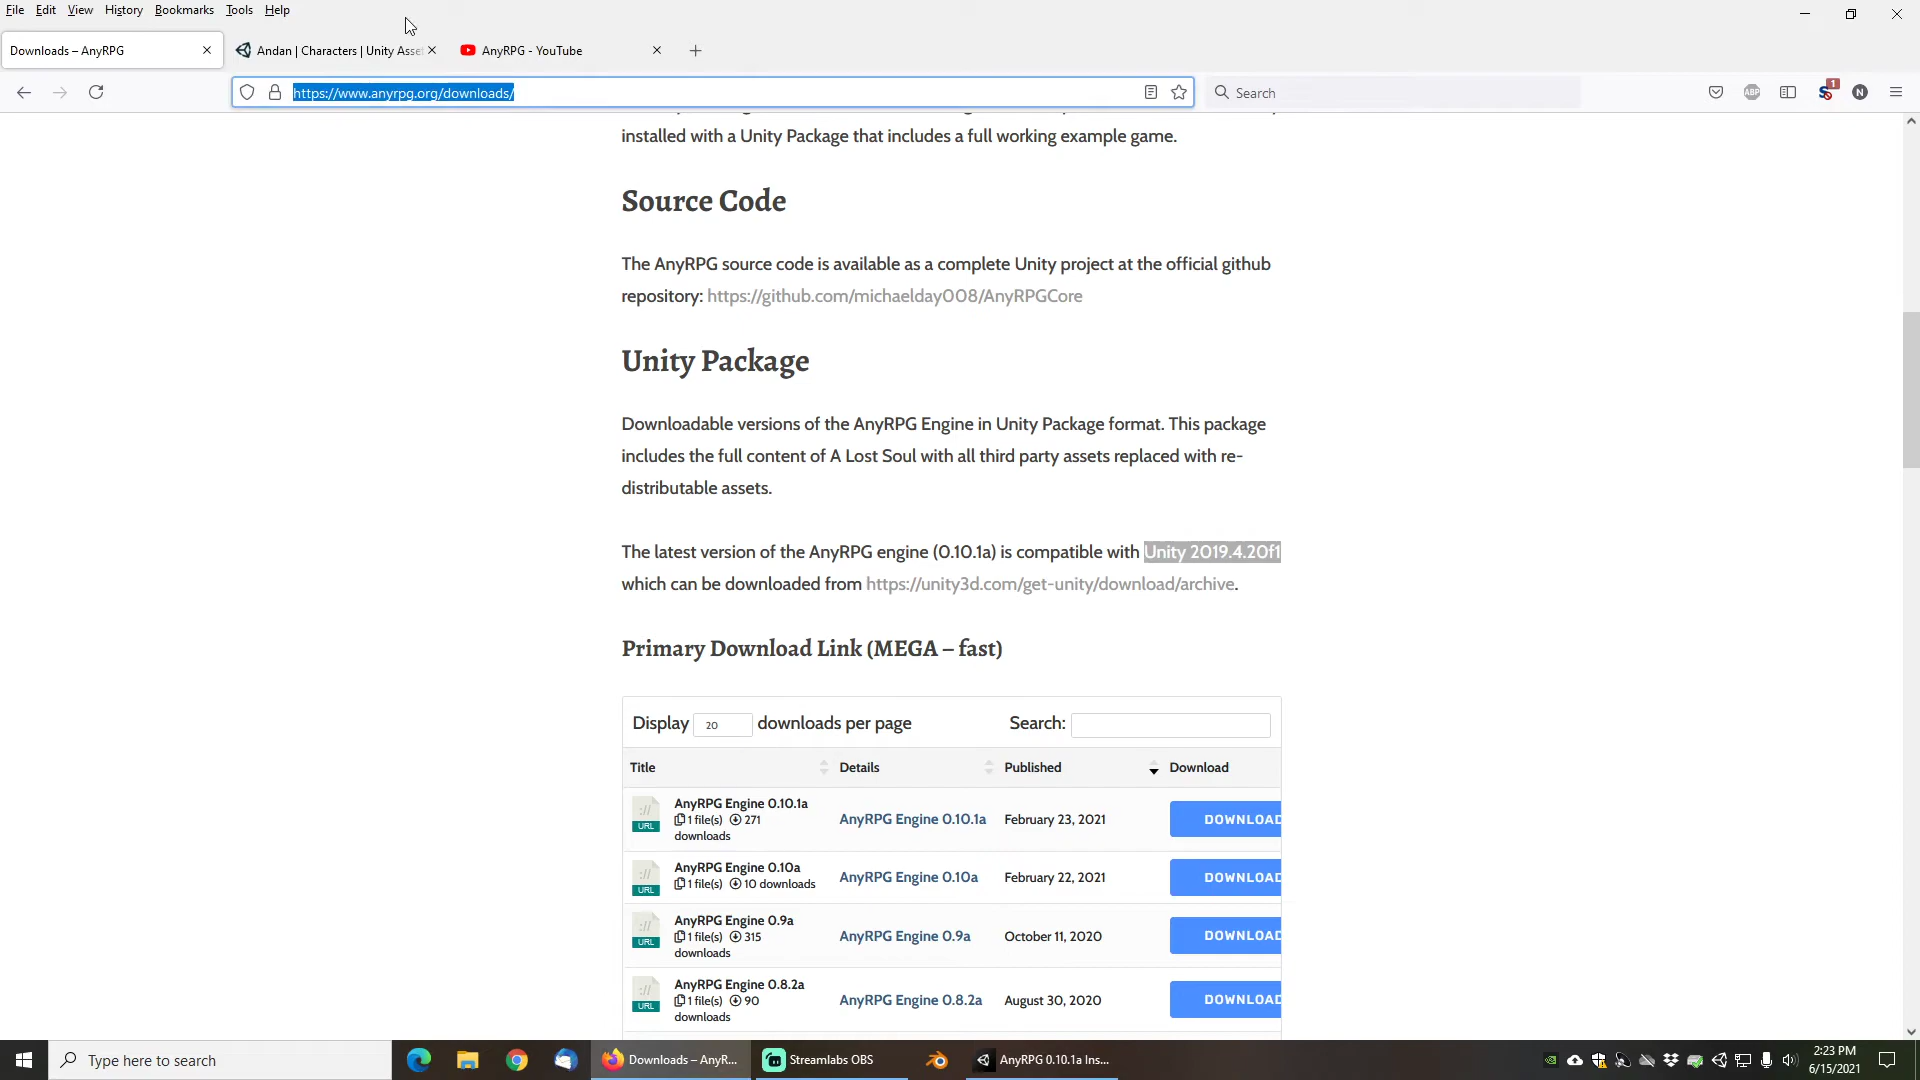 File Edit View History Bookmarks Tools Help
Downloads – AnyRPG
Andan | Characters | Unity Asset
AnyRPG - YouTube
https://www.anyrpg.org/downloads/
Search
ABP
1
N
installed with a Unity Package that includes a full working example game.
Source Code
The AnyRPG source code is available as a complete Unity project at the official github
repository: https://github.com/michaelday008/AnyRPGCore
Unity Package
Downloadable versions of the AnyRPG Engine in Unity Package format. This package
includes the full content of A Lost Soul with all third party assets replaced with re-
distributable assets.
The latest version of the AnyRPG engine (0.10.1a) is compatible with Unity 2019.4.20f1
which can be downloaded from https://unity3d.com/get-unity/download/archive.
Primary Download Link (MEGA – fast)
Display 20 downloads per page Search:
Title Details Published Download
AnyRPG Engine 0.10.1a
1 file(s) 271
downloads
URL
AnyRPG Engine 0.10.1a February 23, 2021 DOWNLOAD
AnyRPG Engine 0.10a
1 file(s) 10 downloads
URL
AnyRPG Engine 0.10a February 22, 2021 DOWNLOAD
AnyRPG Engine 0.9a
1 file(s) 315
downloads
URL
AnyRPG Engine 0.9a October 11, 2020 DOWNLOAD
AnyRPG Engine 0.8.2a
1 file(s) 90
downloads
URL
AnyRPG Engine 0.8.2a August 30, 2020 DOWNLOAD
Type here to search
Downloads – AnyR...
Streamlabs OBS
AnyRPG 0.10.1a Ins...
2:23 PM
6/15/2021